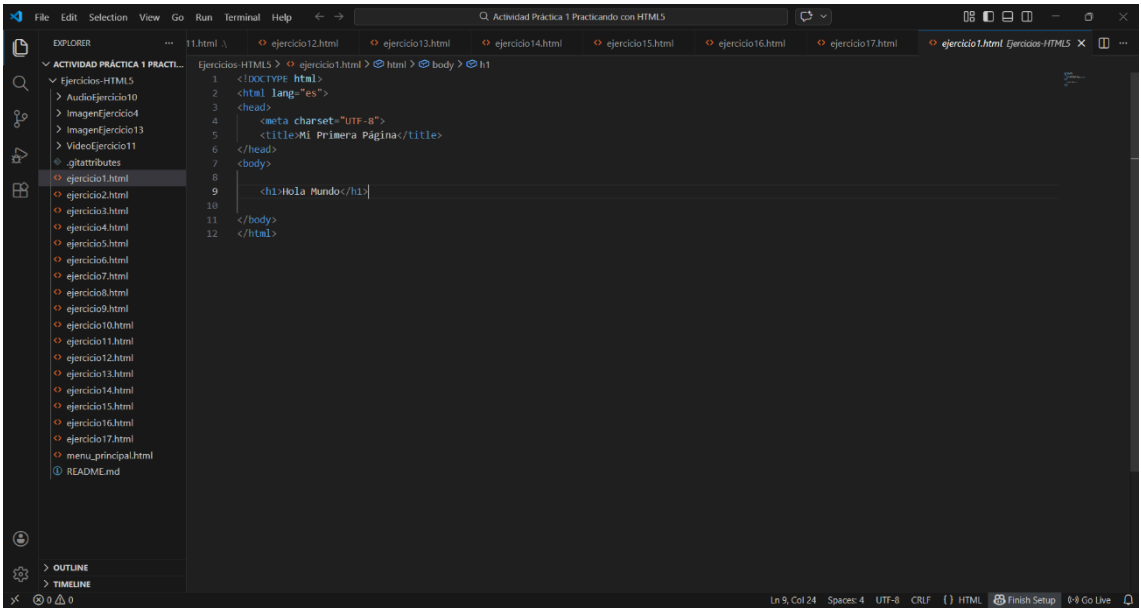 File Edit Selection View Go Run Terminal Help
Actividad Práctica 1 Practicando con HTML5
EXPLORER
11.html .\ ejercicio12.html ejercicio13.html ejercicio14.html ejercicio15.html ejercicio16.html ejercicio17.html ejercicio1.html Ejercicios-HTML5
ACTIVIDAD PRÁCTICA 1 PRACTI...
Ejercicios-HTML5
AudioEjercicio10
ImagenEjercicio4
ImagenEjercicio13
VideoEjercicio11
.gitattributes
ejercicio1.html
ejercicio2.html
ejercicio3.html
ejercicio4.html
ejercicio5.html
ejercicio6.html
ejercicio7.html
ejercicio8.html
ejercicio9.html
ejercicio10.html
ejercicio11.html
ejercicio12.html
ejercicio13.html
ejercicio14.html
ejercicio15.html
ejercicio16.html
ejercicio17.html
menu_principal.html
README.md
OUTLINE
TIMELINE
Ejercicios-HTML5 > ejercicio1.html > html > body > h1
1 <!DOCTYPE html>
2 <html lang="es">
3 <head>
4 <meta charset="UTF-8">
5 <title>Mi Primera Página</title>
6 </head>
7 <body>
8
9 <h1>Hola Mundo</h1>
10
11 </body>
12 </html>
0 0 Ln 9, Col 24 Spaces: 4 UTF-8 CRLF {} HTML Finish Setup Go Live